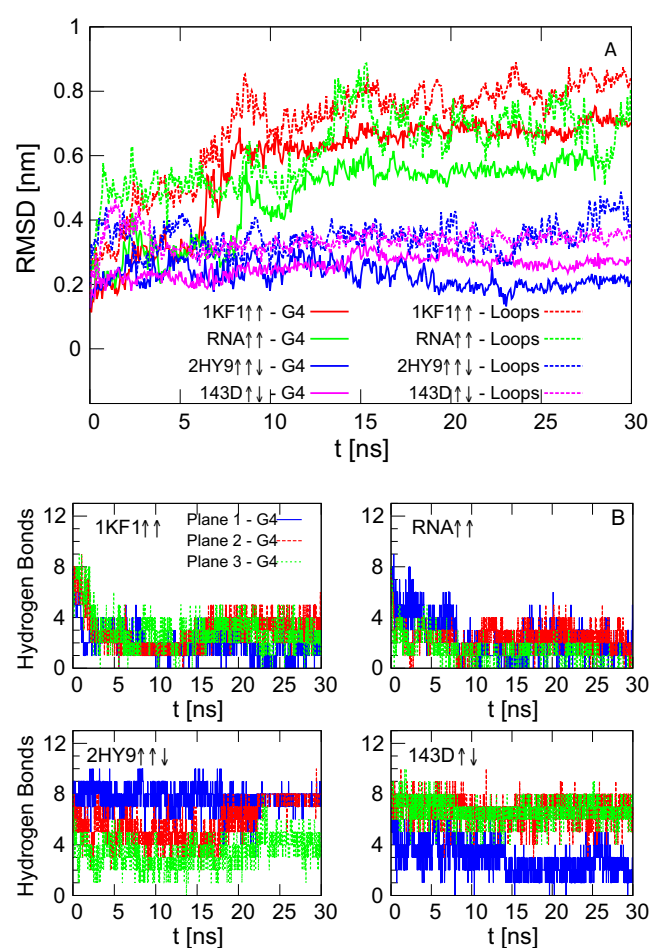 A
1
0.8
0.6
0.4
0.2
0
RMSD [nm]
1KF1↑↑ - G4
RNA↑↑ - G4
2HY9↑↑↓ - G4
143D↑↓ - G4
1KF1↑↑ - Loops
RNA↑↑ - Loops
2HY9↑↑↓ - Loops
143D↑↓ - Loops
0 5 10 15 20 25 30
t [ns]
12
8
4
0
Hydrogen Bonds
1KF1↑↑
Plane 1 - G4
Plane 2 - G4
Plane 3 - G4
0 5 10 15 20 25 30
t [ns]
B
12
8
4
0
RNA↑↑
0 5 10 15 20 25 30
t [ns]
12
8
4
0
Hydrogen Bonds
2HY9↑↑↓
0 5 10 15 20 25 30
t [ns]
12
8
4
0
143D↑↓
0 5 10 15 20 25 30
t [ns]